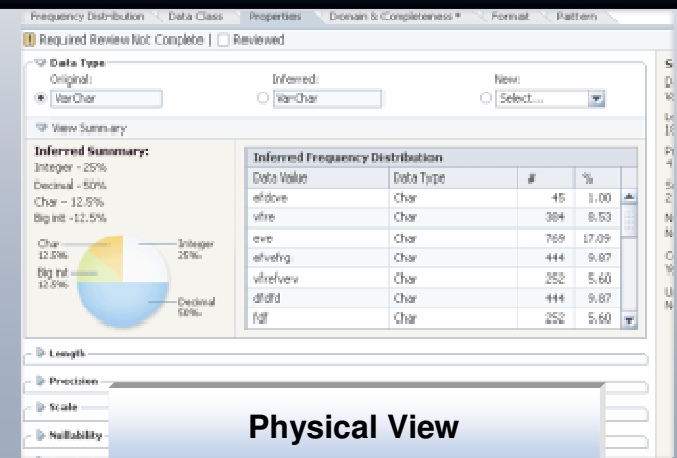 Frequency Distribution Data Class Properties Domain & Completeness * Format Pattern
Required Review Not Complete | Reviewed
Data Type
Original: Inferred: New:
VarChar VarChar Select....
View Summary
Inferred Summary:
Integer - 25%
Decimal - 50%
Char - 12.5%
Big int -12.5%
Char
12.5%
Big int
12.5%
Integer
25%
Decimal
50%
Inferred Frequency Distribution
Data Value Data Type # %
efdcve Char 45 1.00
vfre Char 384 8.53
eve Char 769 17.09
efvefrg Char 444 9.87
vfrefverv Char 252 5.60
dfdfd Char 444 9.87
fdf Char 252 5.60
Length
Precision
Scale
Nullability
Physical View